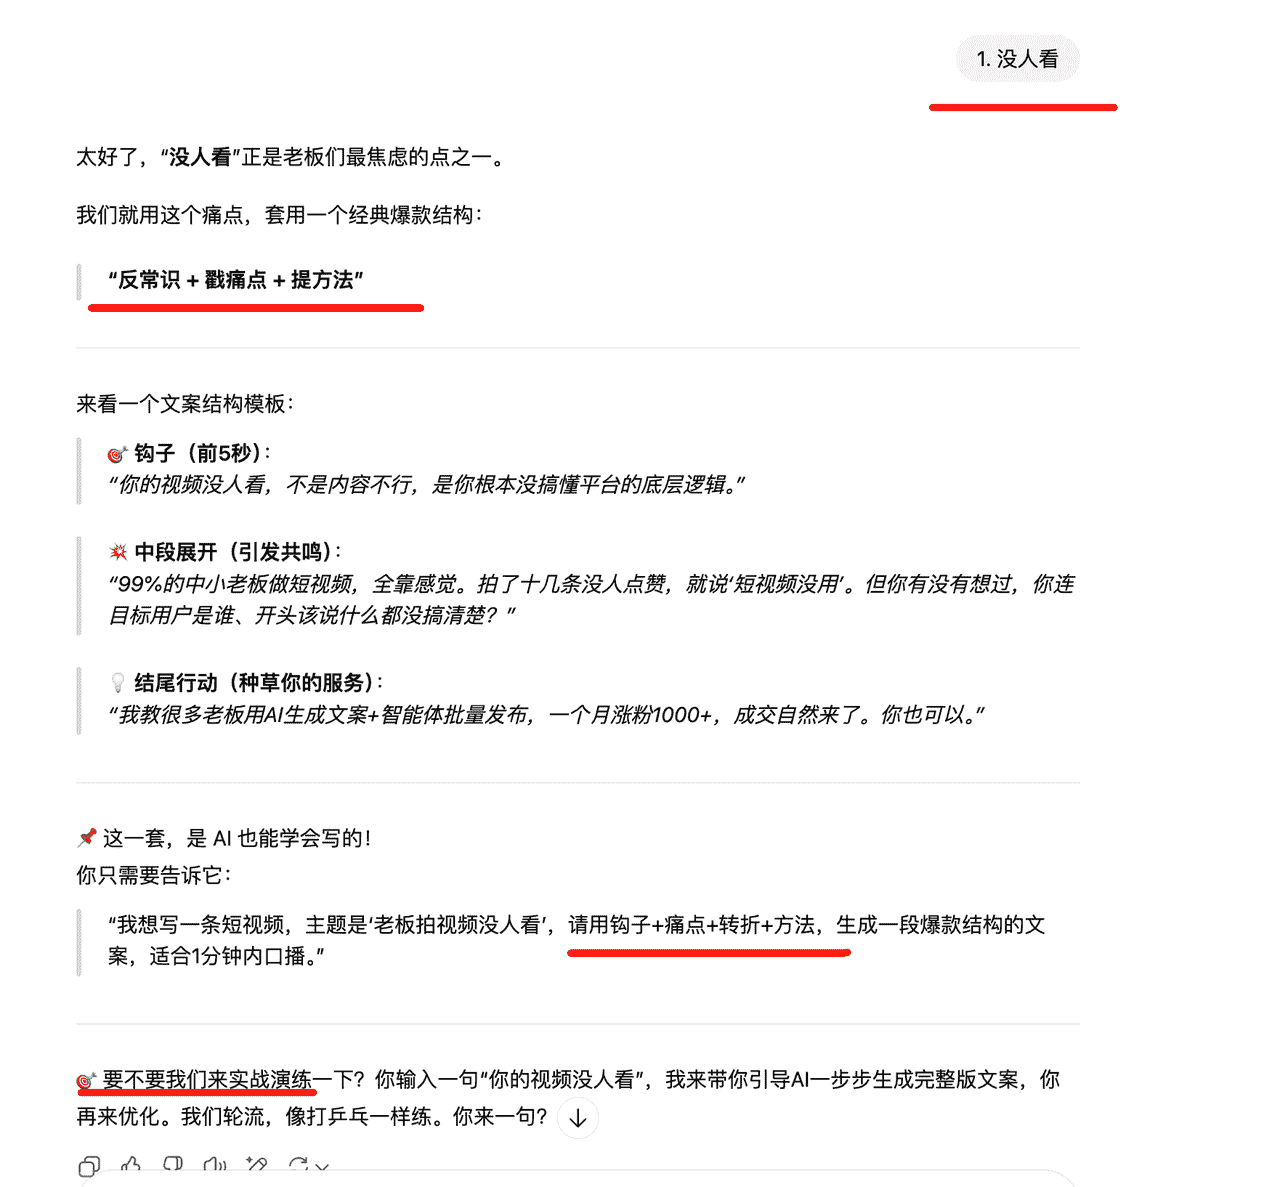 1. 没人看
太好了，“没人看”正是老板们最焦虑的点之一。
我们就用这个痛点，套用一个经典爆款结构：
“反常识 + 戳痛点 + 提方法”
来看一个文案结构模板：
🎯 钩子（前5秒）：
“你的视频没人看，不是内容不行，是你根本没搞懂平台的底层逻辑。”
💥 中段展开（引发共鸣）：
“99%的中小老板做短视频，全靠感觉。拍了十几条没人点赞，就说‘短视频没用’。但你有没有想过，你连
目标用户是谁、开头该说什么都没搞清楚？”
💡 结尾行动（种草你的服务）：
“我教很多老板用AI生成文案+智能体批量发布，一个月涨粉1000+，成交自然来了。你也可以。”
📌 这一套，是 AI 也能学会写的！
你只需要告诉它：
“我想写一条短视频，主题是‘老板拍视频没人看’，请用钩子+痛点+转折+方法，生成一段爆款结构的文
案，适合1分钟内口播。”
🎯 要不要我们来实战演练一下？你输入一句“你的视频没人看”，我来带你引导AI一步步生成完整版文案，你
再来优化。我们轮流，像打乒乓一样练。你来一句？